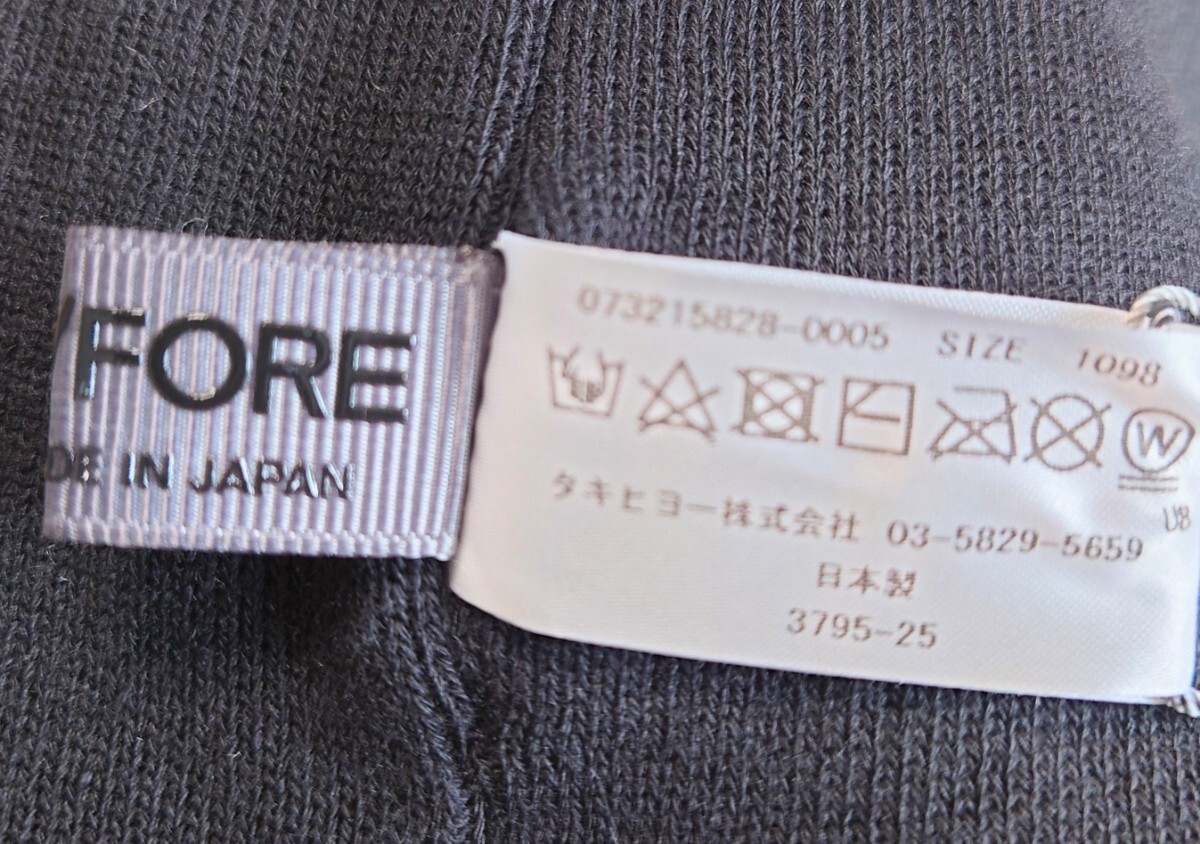 FORE
DE IN JAPAN
073215828-0005 SIZE 1098
W
U8
タキヒヨー株式会社 03-5829-5659
日本製
3795-25